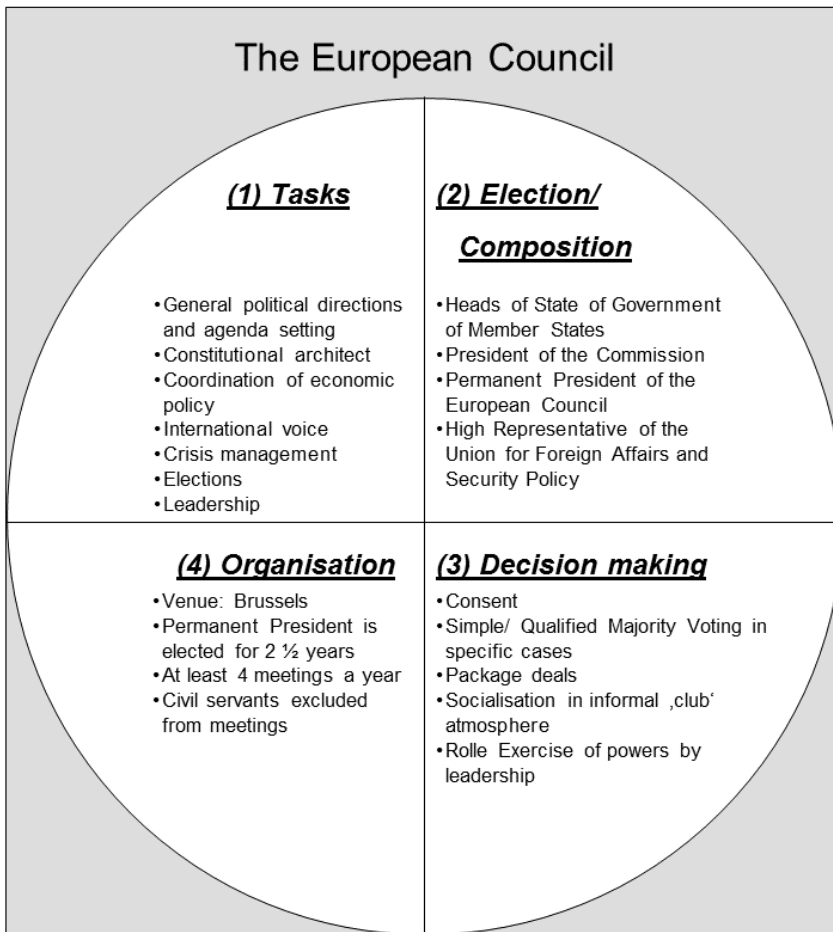 The European Council
(1) Tasks
• General political directions
and agenda setting
• Constitutional architect
• Coordination of economic
policy
• International voice
• Crisis management
• Elections
• Leadership
(2) Election/
Composition
• Heads of State of Government
of Member States
• President of the Commission
• Permanent President of the
European Council
• High Representative of the
Union for Foreign Affairs and
Security Policy
(4) Organisation
• Venue: Brussels
• Permanent President is
elected for 2 ½ years
• At least 4 meetings a year
• Civil servants excluded
from meetings
(3) Decision making
• Consent
• Simple/ Qualified Majority Voting in
specific cases
• Package deals
• Socialisation in informal ‚club‘
atmosphere
• Rolle Exercise of powers by
leadership